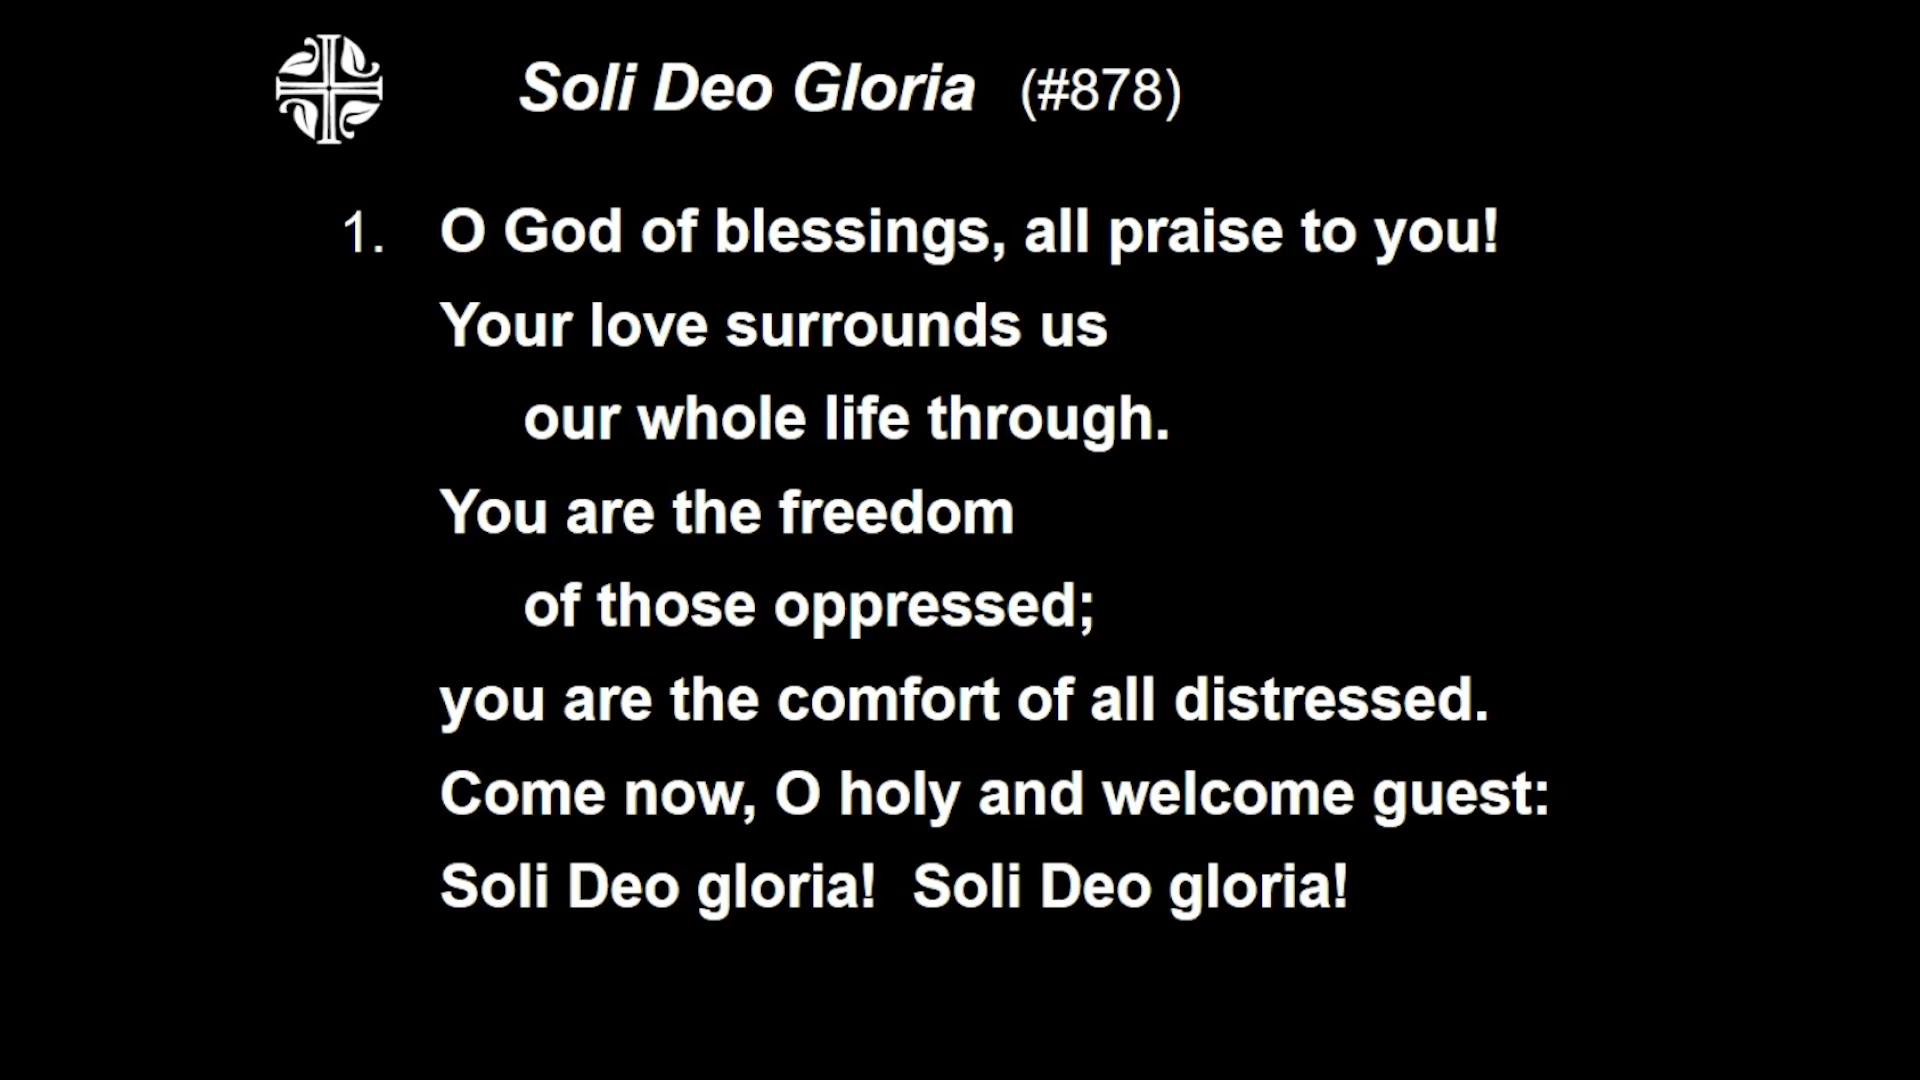 Soli Deo Gloria (#878)
1. O God of blessings, all praise to you!
Your love surrounds us
our whole life through.
You are the freedom
of those oppressed;
you are the comfort of all distressed.
Come now, O holy and welcome guest:
Soli Deo gloria! Soli Deo gloria!